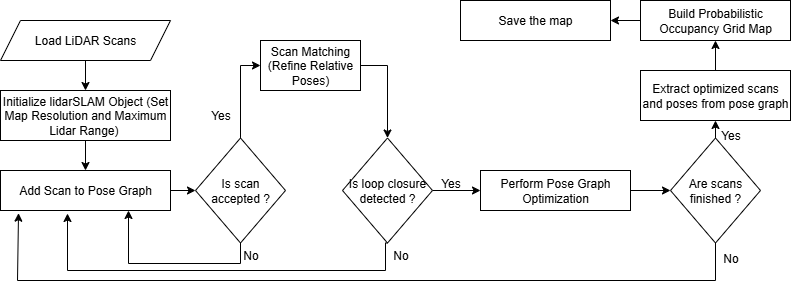 Load LiDAR Scans
Initialize lidarSLAM Object (Set
Map Resolution and Maximum
Lidar Range)
Add Scan to Pose Graph
Is scan
accepted ?
Yes
No
Scan Matching
(Refine Relative
Poses)
Is loop closure
detected ?
Yes
No
Perform Pose Graph
Optimization
Are scans
finished ?
Yes
No
Extract optimized scans
and poses from pose graph
Build Probabilistic
Occupancy Grid Map
Save the map